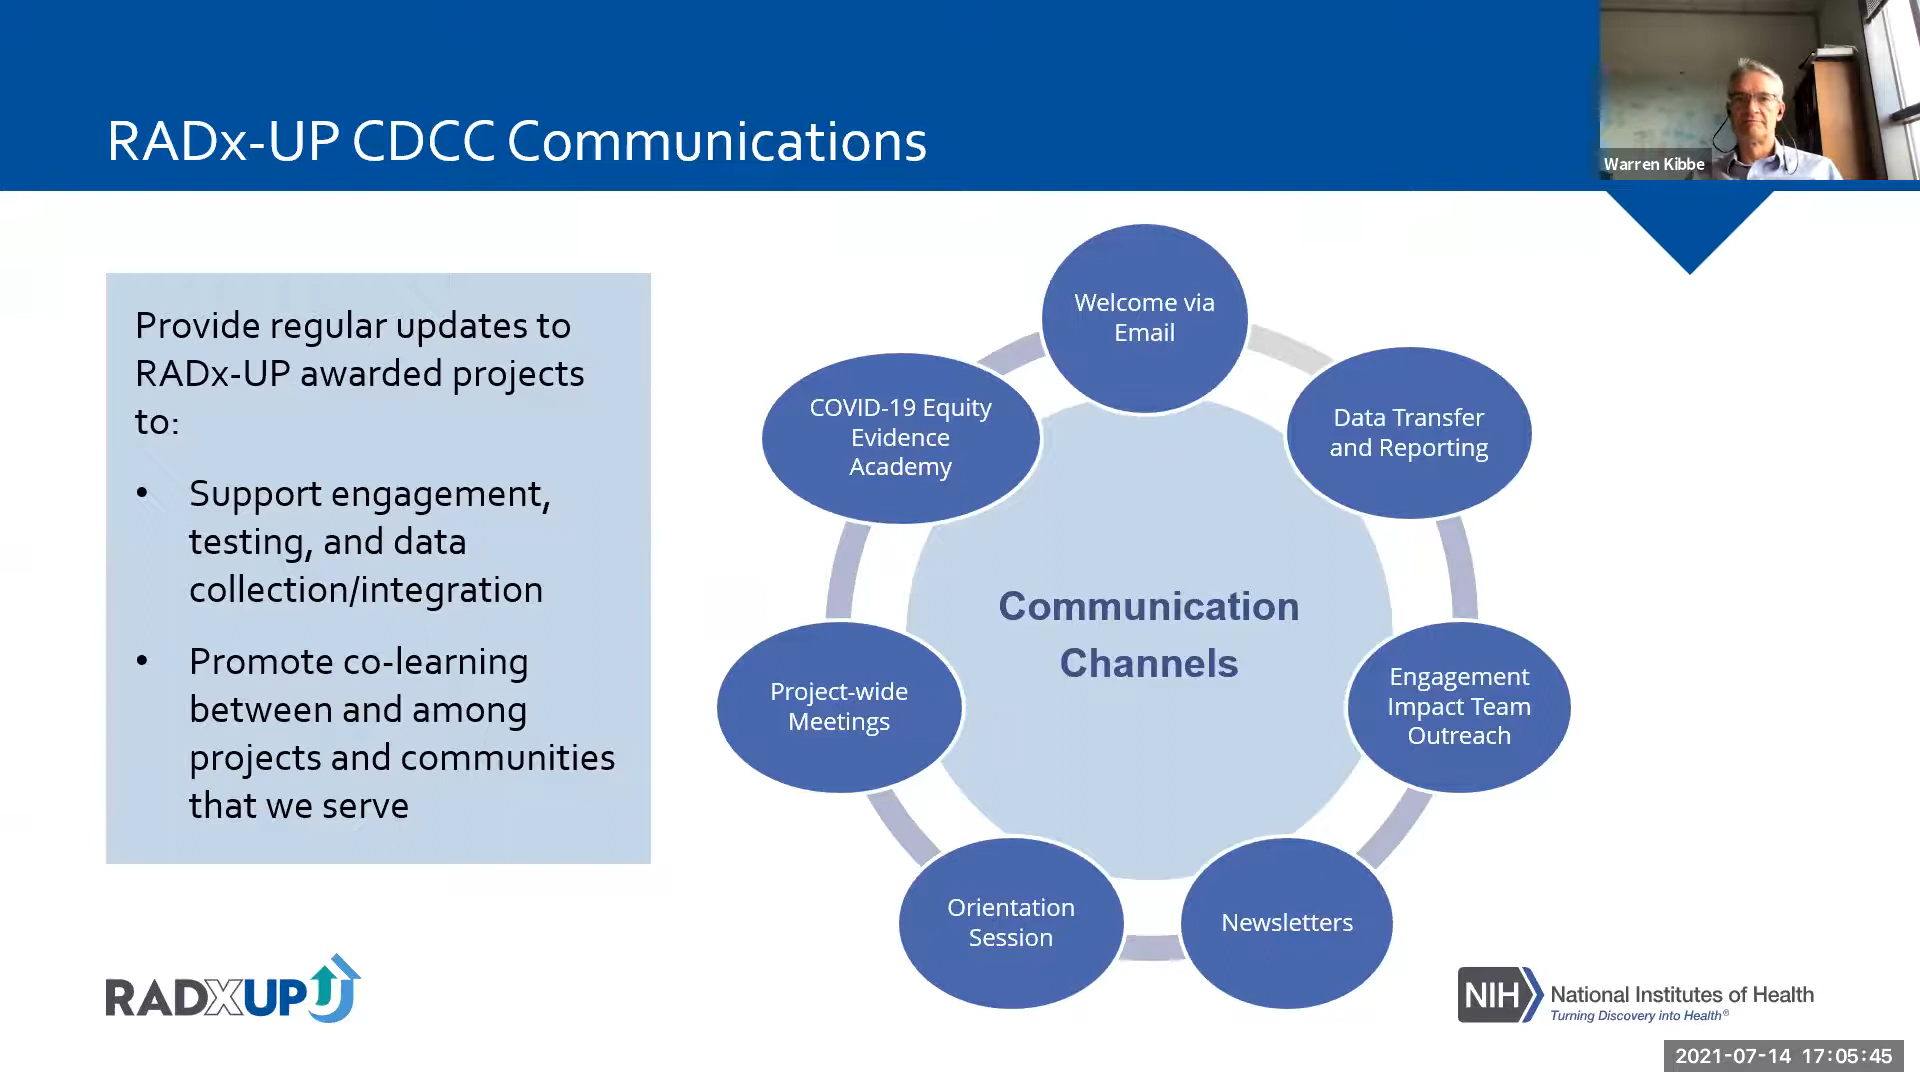 RADx-UP CDCC Communications
Warren Kibbe
Provide regular updates to
RADx-UP awarded projects
to:
• Support engagement,
testing, and data
collection/integration
• Promote co-learning
between and among
projects and communities
that we serve
Welcome via
Email
Data Transfer
and Reporting
Engagement
Impact Team
Outreach
Newsletters
Orientation
Session
Project-wide
Meetings
COVID-19 Equity
Evidence
Academy
Communication
Channels
RADXUP
NIH
National Institutes of Health
Turning Discovery into Health®
2021-07-14 17:05:45